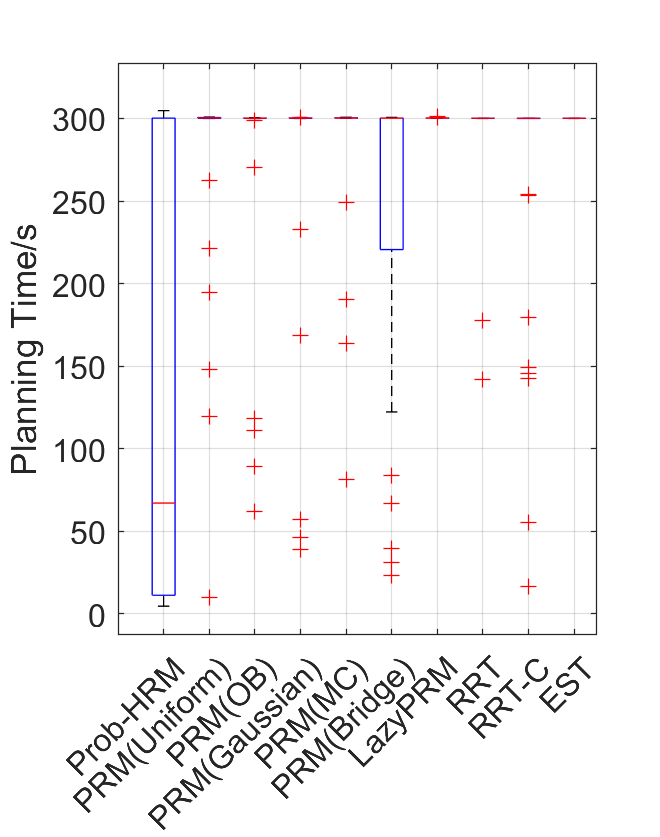 Planning Time/s
300
250
200
150
100
50
0
Prob-HRM
PRM(Uniform)
PRM(OB)
PRM(Gaussian)
PRM(MC)
PRM(Bridge)
LazyPRM
RRT
RRT-C
EST